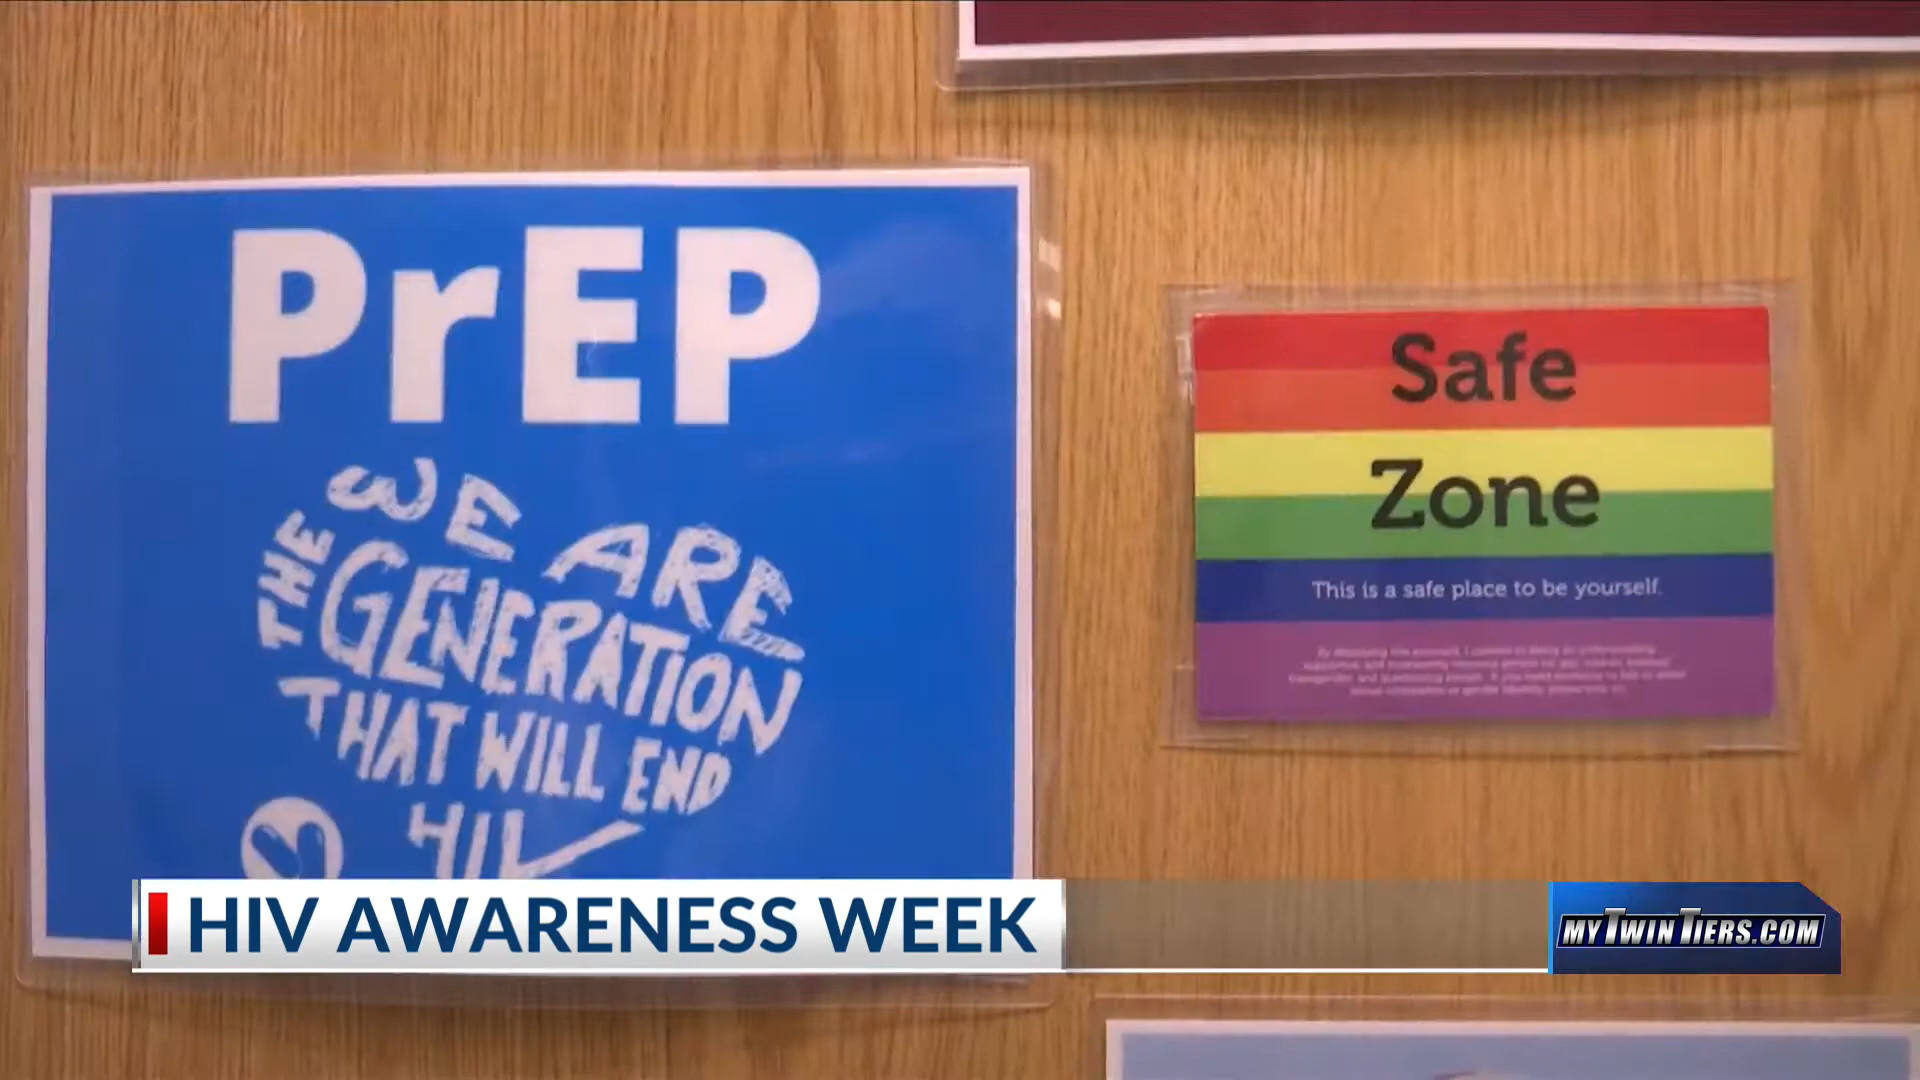 PrEP
WE ARE
THE GENERATION
THAT WILL END
HIV
Safe
Zone
This is a safe place to be yourself.
HIV AWARENESS WEEK
MYTWINTIERS.COM